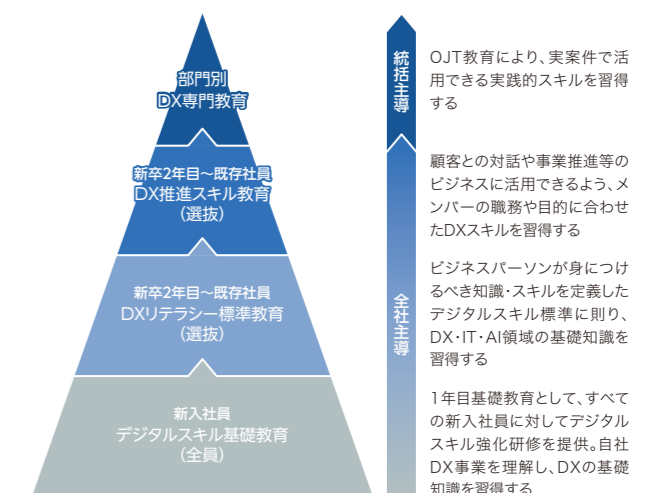 部門別
DX専門教育
新卒2年目～既存社員
DX推進スキル教育
（選抜）
新卒2年目～既存社員
DXリテラシー標準教育
（選抜）
新入社員
デジタルスキル基礎教育
（全員）
統括主導
全社主導
OJT教育により、実案件で活
用できる実践的スキルを習得
する
顧客との対話や事業推進等の
ビジネスに活用できるよう、メ
ンバーの職務や目的に合わせ
たDXスキルを習得する
ビジネスパーソンが身につけ
るべき知識・スキルを定義した
デジタルスキル標準に則り、
DX・IT・AI領域の基礎知識を
習得する
1年目基礎教育として、すべて
の新入社員に対してデジタル
スキル強化研修を提供。自社
DX事業を理解し、DXの基礎
知識を習得する